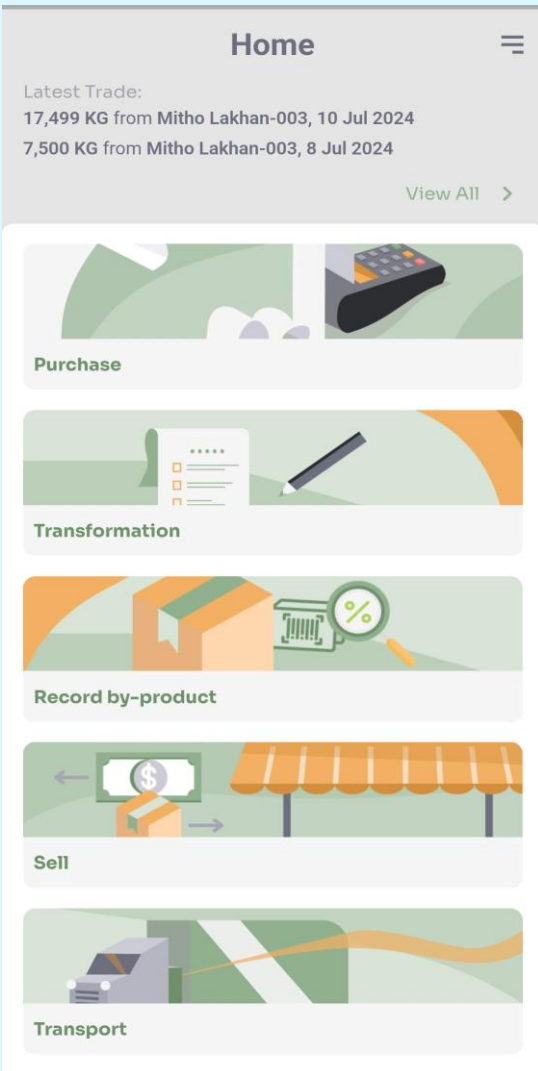 Home
Latest Trade:
17,499 KG from Mitho Lakhan-003, 10 Jul 2024
7,500 KG from Mitho Lakhan-003, 8 Jul 2024
View All
Purchase
Transformation
%
Record by-product
$
Sell
Transport